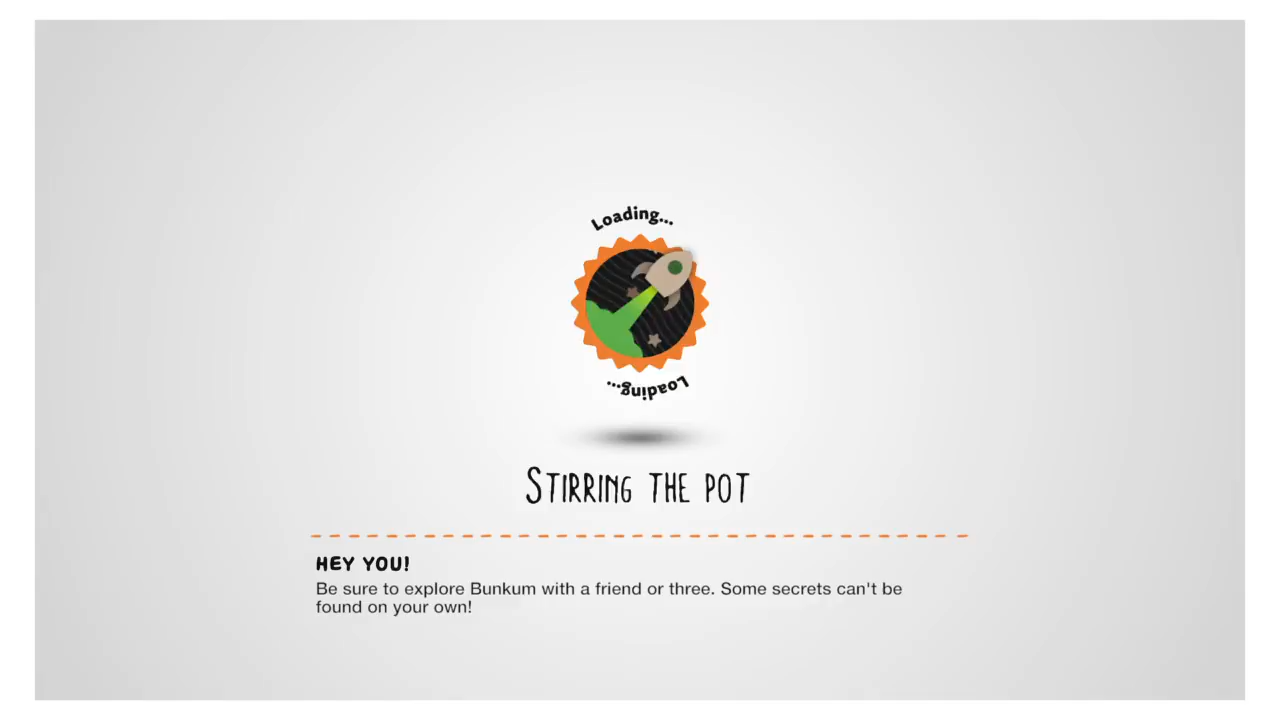 Loading...
Loading...
STIRRING THE POT
HEY YOU!
Be sure to explore Bunkum with a friend or three. Some secrets can't be
found on your own!